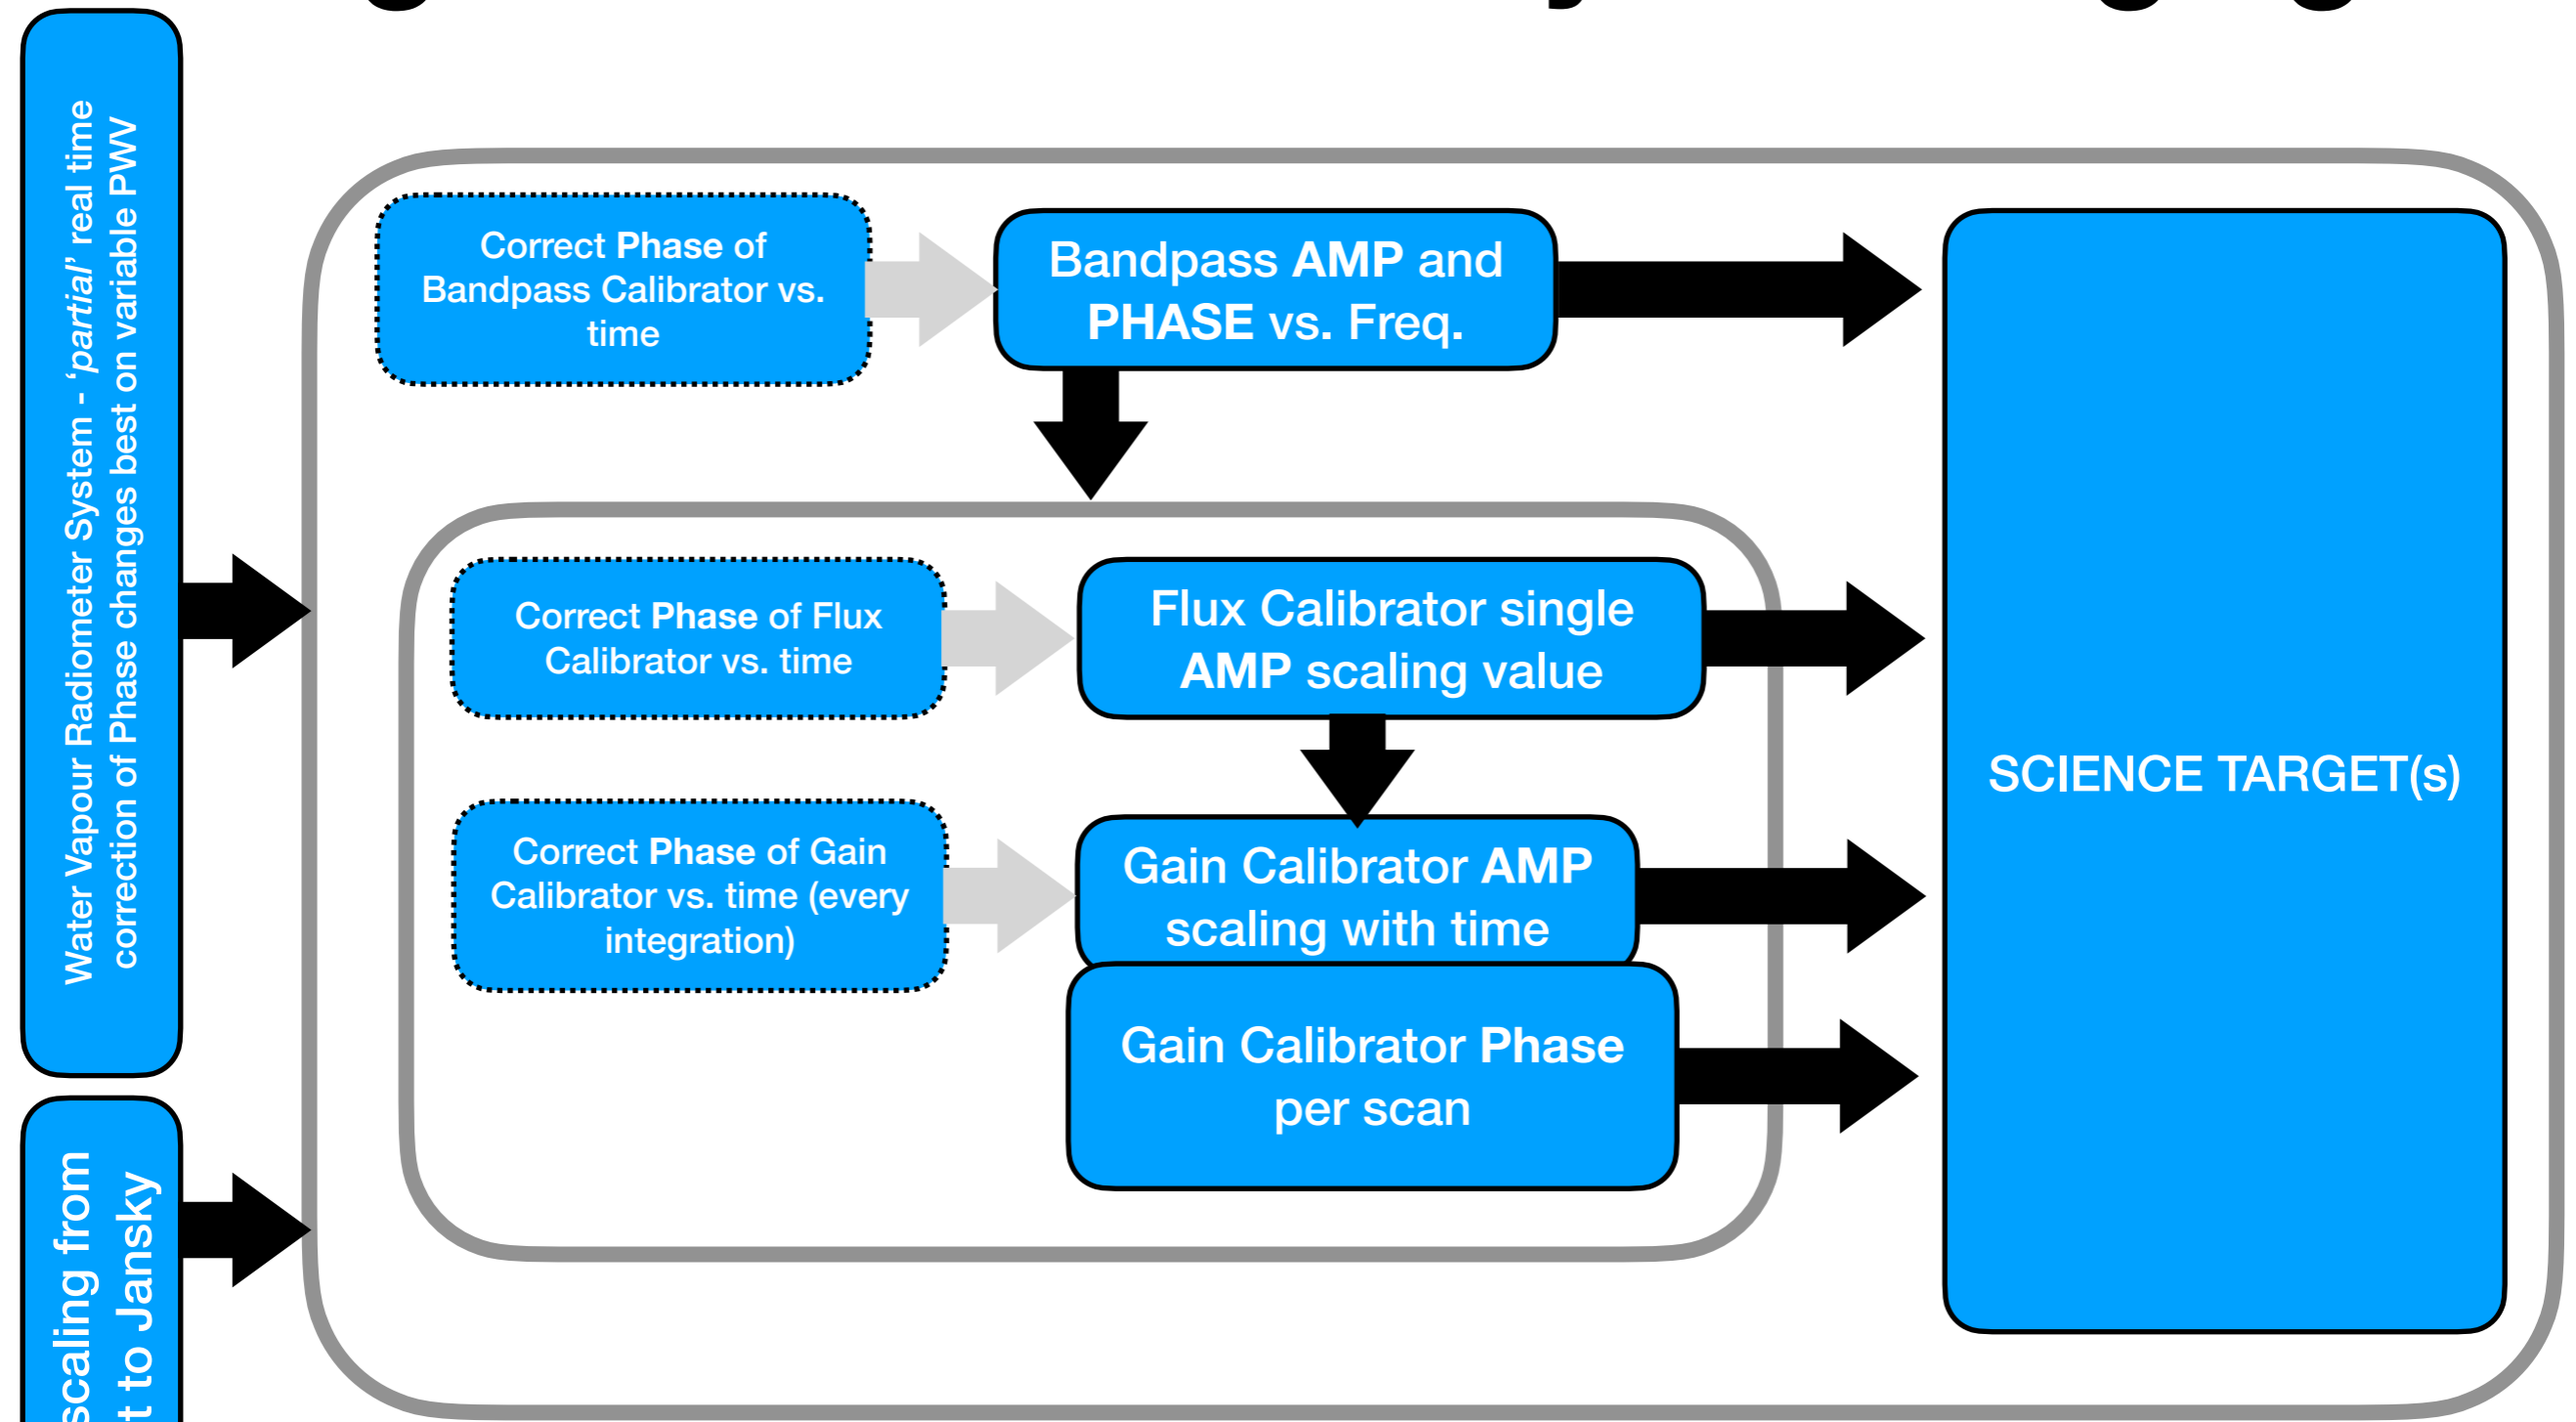 Water Vapour Radiometer System - ‘partial’ real time
correction of Phase changes best on variable PWV
scaling from
to Jansky
Correct Phase of
Bandpass Calibrator vs.
time
Bandpass AMP and
PHASE vs. Freq.
Correct Phase of Flux
Calibrator vs. time
Flux Calibrator single
AMP scaling value
Correct Phase of Gain
Calibrator vs. time (every
integration)
Gain Calibrator AMP
scaling with time
Gain Calibrator Phase
per scan
SCIENCE TARGET(s)